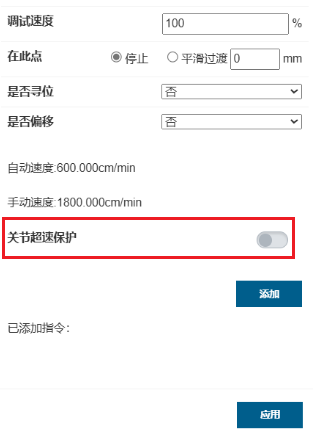 调试速度 100 %
在此点 停止 平滑过渡 0 mm
是否寻位 否
是否偏移 否
自动速度:600.000cm/min
手动速度:1800.000cm/min
关节超速保护
添加
已添加指令:
应用